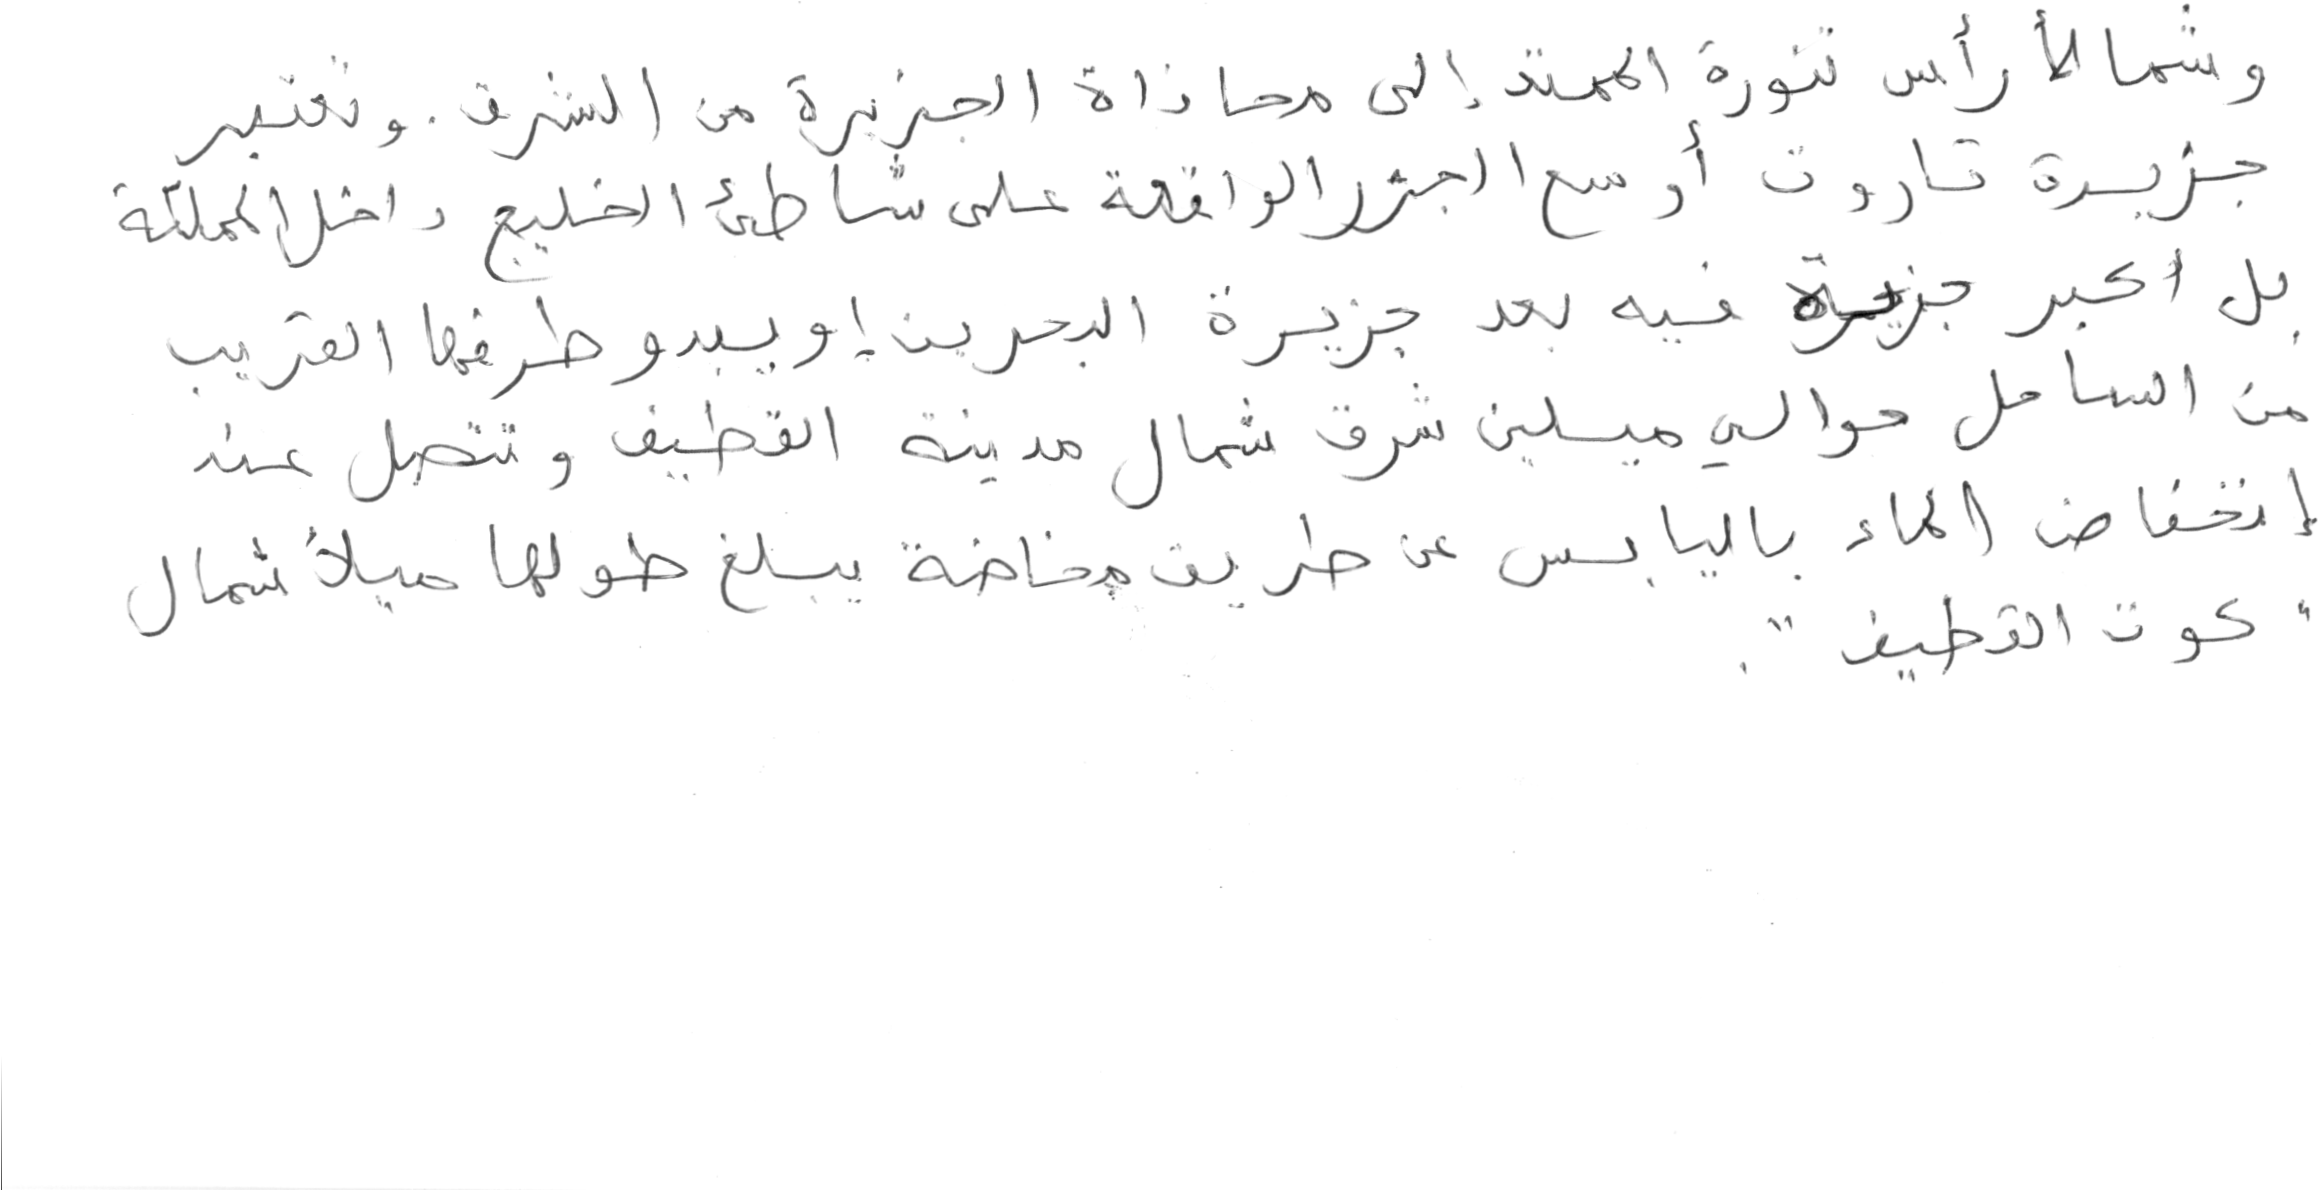 وشمالأ رأس تنورة الممتد إلى محاذاة الجزيرة من الشرق. وتعتبر
جزيرة تاروت أوسع الجزر الواقعة على شاطئ الخليج داخل المملكة
بل أكبر جزيرة فيه بعد جزيرة البحرين إويبدو طرفها القريب
من الساحل حوالي ميلين شرق شمال مدينة القطيف وتتصل عند
إنخفاض الماء باليابس عن طريق مخاضة يبلغ طولها ميلاً شمال
"كوت القطيف".